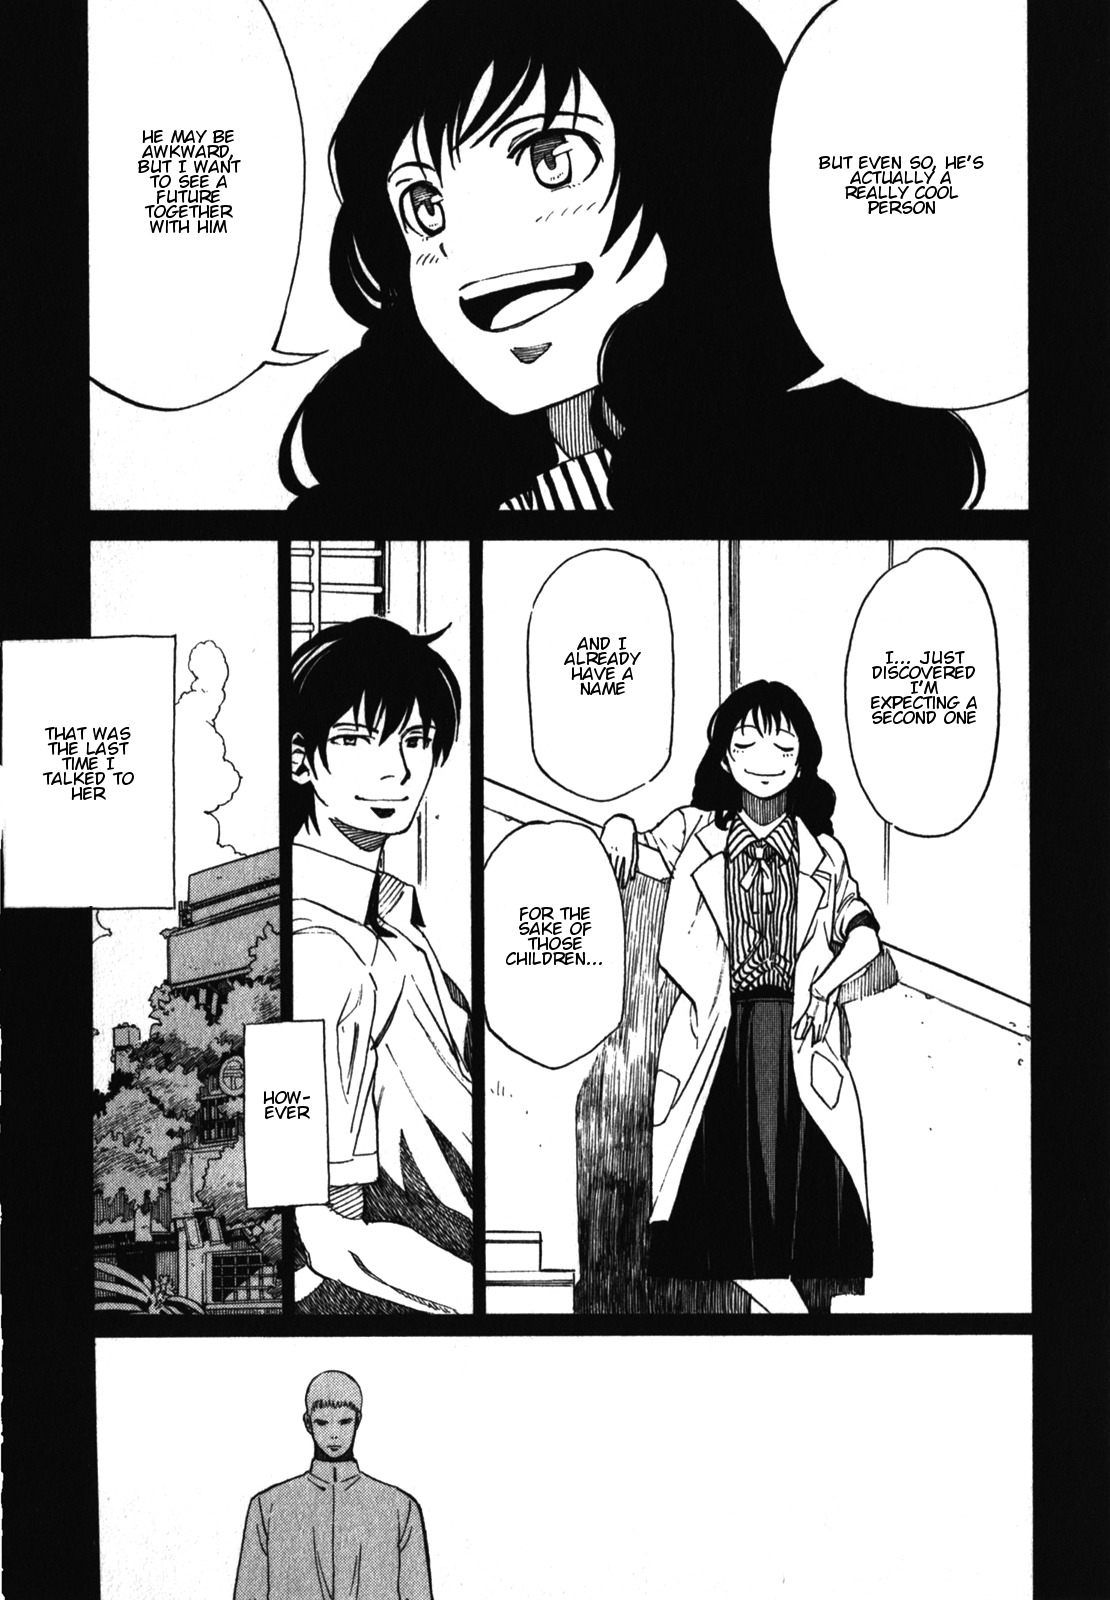 BUT EVEN SO, HE'S
ACTUALLY A
REALLY COOL
PERSON
HE MAY BE
AWKWARD,
BUT I WANT
TO SEE A
FUTURE
TOGETHER
WITH HIM
I... JUST
DISCOVERED
I'M
EXPECTING A
SECOND ONE
AND I
ALREADY
HAVE A
NAME
FOR THE
SAKE OF
THOSE
CHILDREN...
THAT WAS
THE LAST
TIME I
TALKED TO
HER
HOW-
EVER